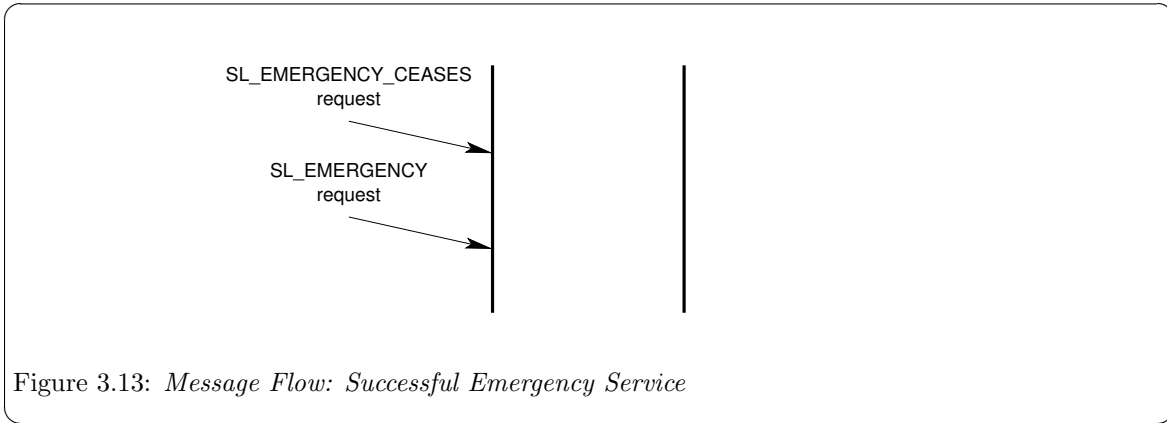 SL_EMERGENCY_CEASES
request
SL_EMERGENCY
request
Figure 3.13: Message Flow: Successful Emergency Service